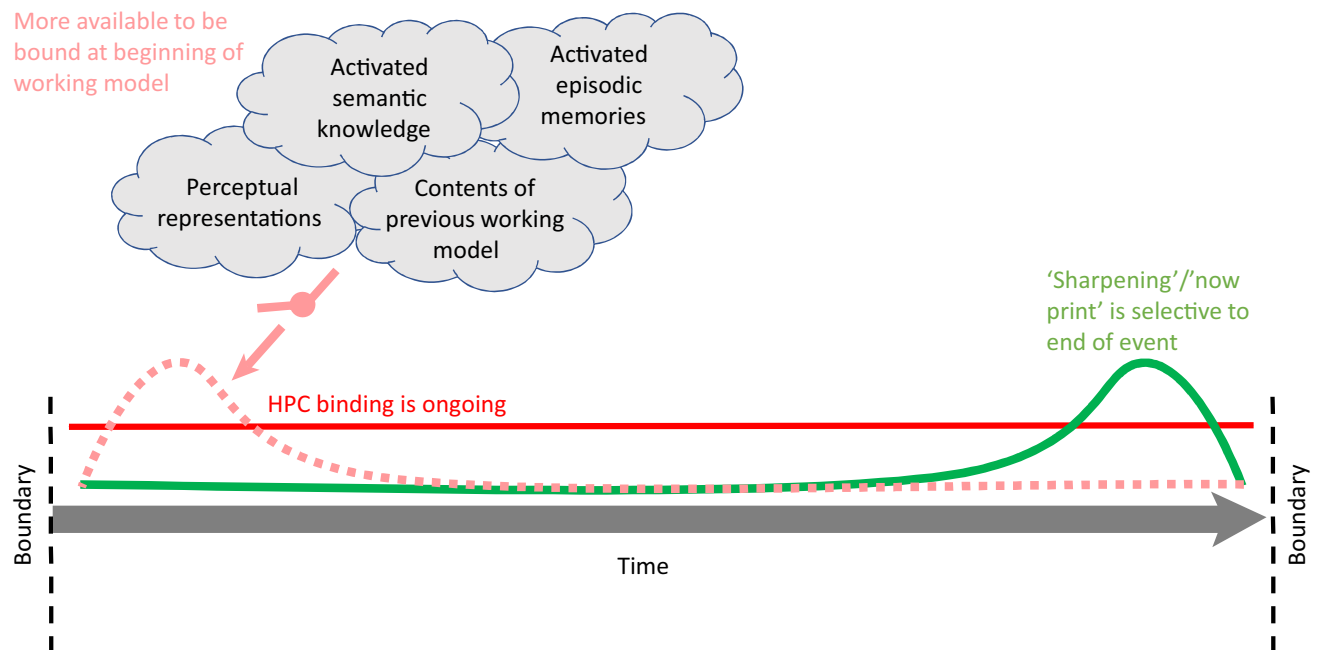 More available to be
bound at beginning of
working model
Activated
semantic
knowledge
Activated
episodic
memories
Perceptual
representations
Contents of
previous working
model
‘Sharpening’/’now
print’ is selective to
end of event
HPC binding is ongoing
Boundary
Boundary
Time